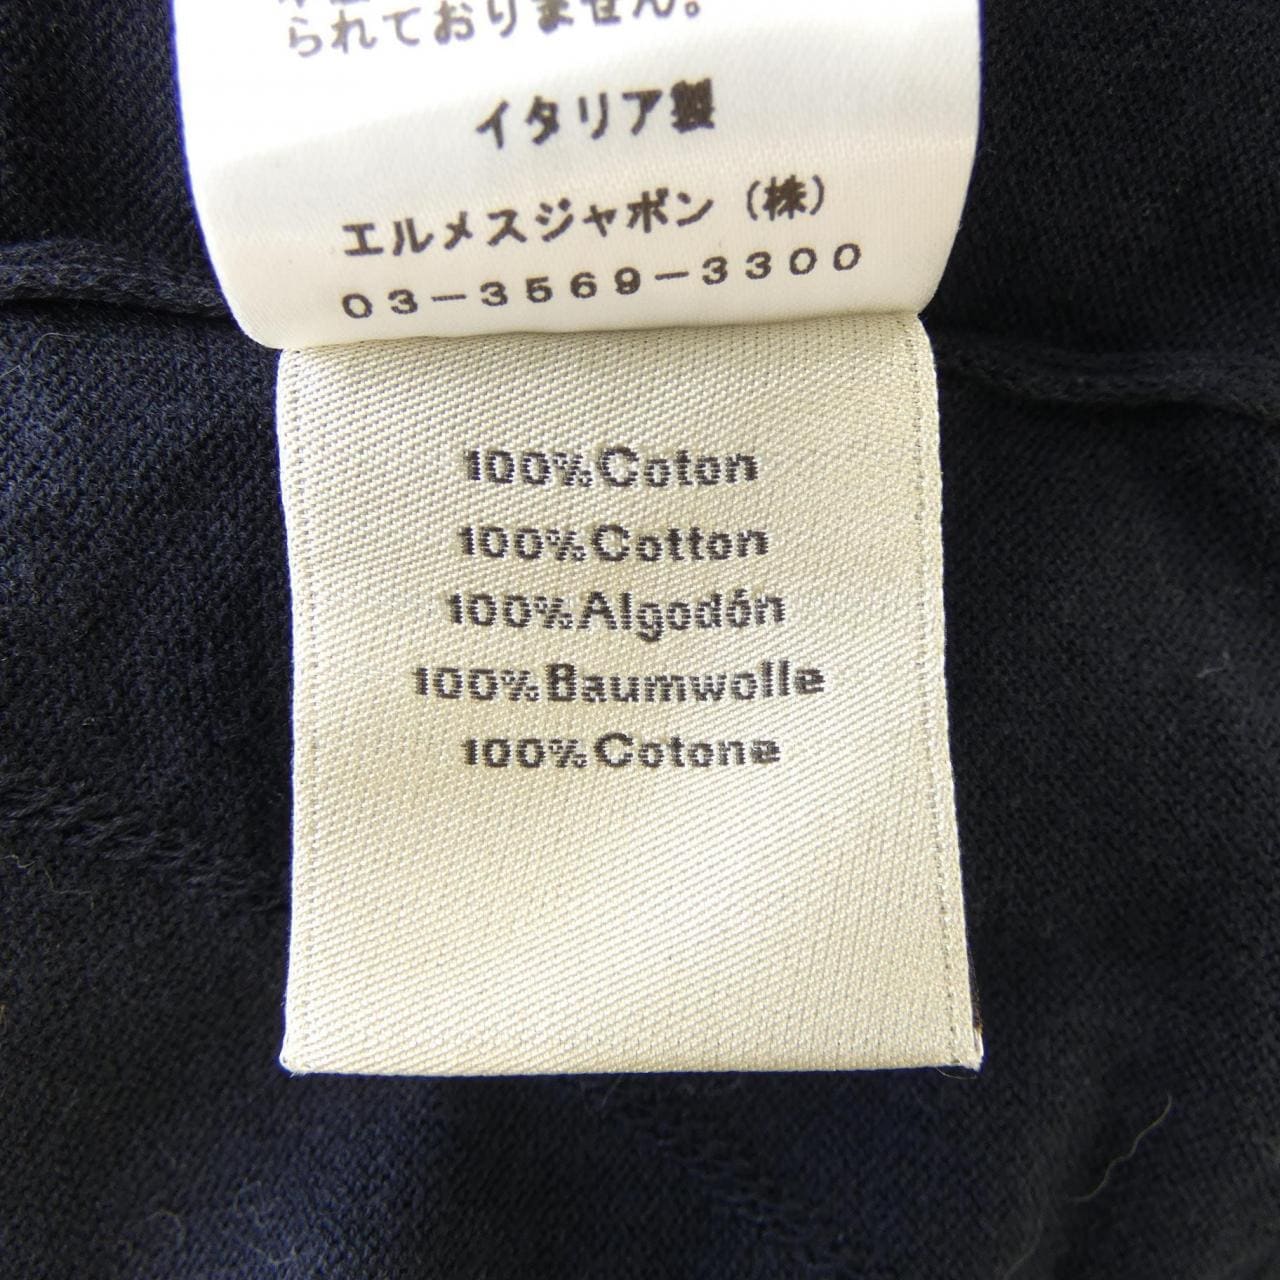 られておりません。
イタリア製
エルメスジャポン（株）
03-3569-3300
100%Coton
100%Cotton
100%Algodón
100%Baumwolle
100%Cotone